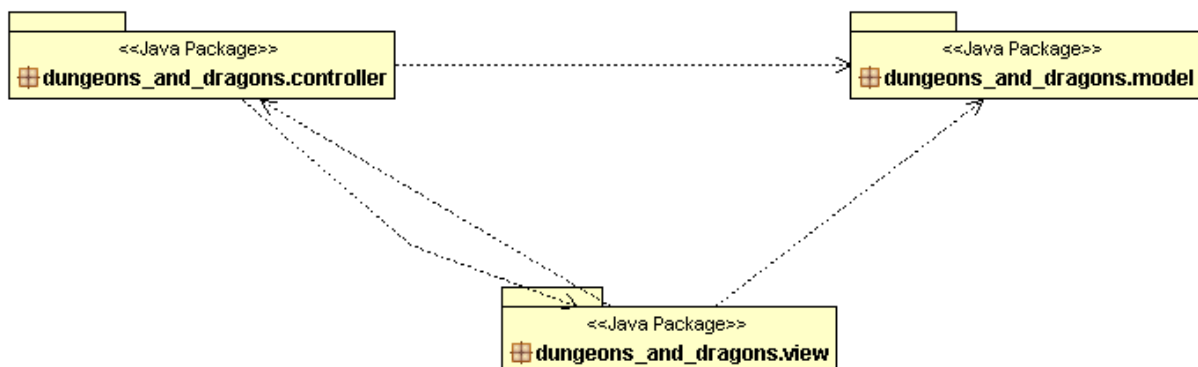 <<Java Package>>
dungeons_and_dragons.controller
<<Java Package>>
dungeons_and_dragons.model
<<Java Package>>
dungeons_and_dragons.view